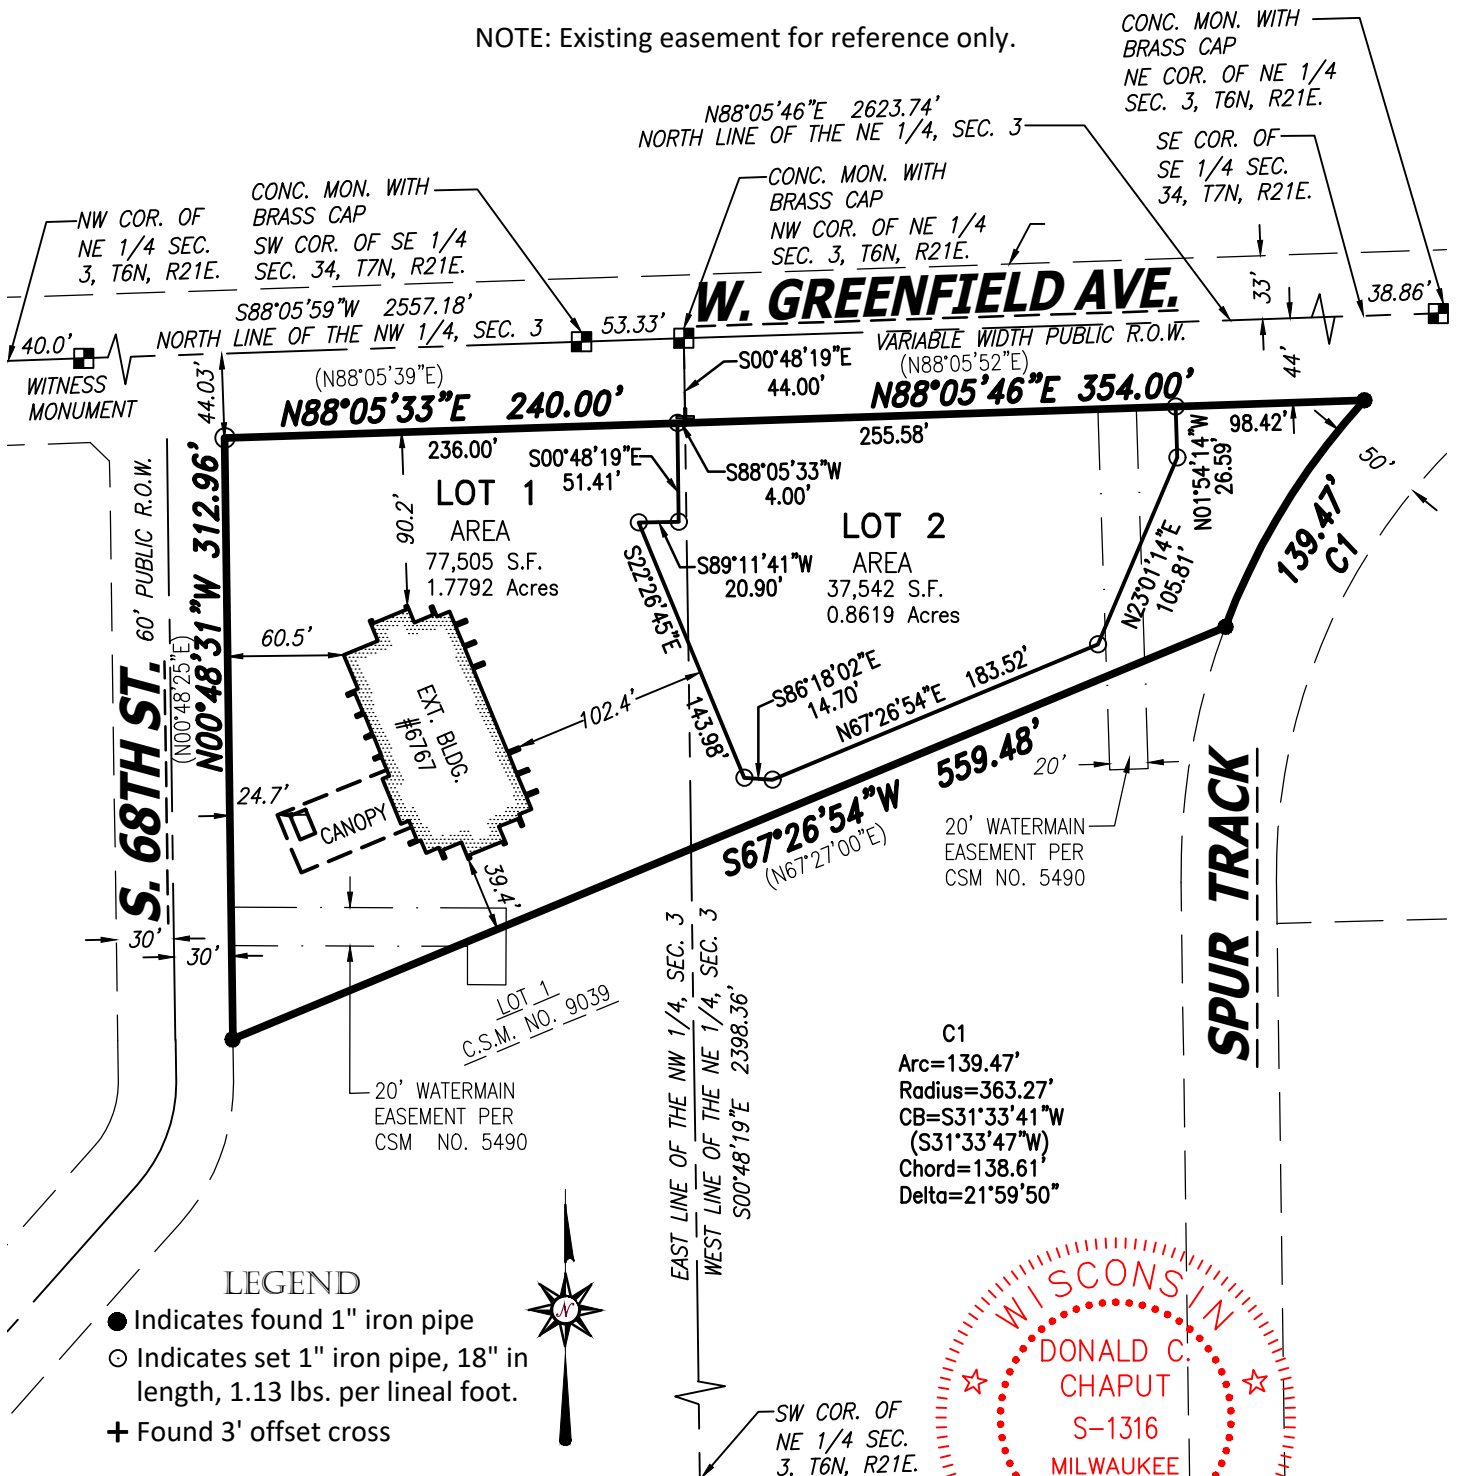 NOTE: Existing easement for reference only.
CONC. MON. WITH
BRASS CAP
NE COR. OF NE 1/4
SEC. 3, T6N, R21E.
N88°05'46"E 2623.74'
NORTH LINE OF THE NE 1/4, SEC. 3
SE COR. OF
SE 1/4 SEC.
34, T7N, R21E.
CONC. MON. WITH
BRASS CAP
NW COR. OF NE 1/4
SEC. 3, T6N, R21E.
CONC. MON. WITH
BRASS CAP
SW COR. OF SE 1/4
SEC. 34, T7N, R21E.
NW COR. OF
NE 1/4 SEC.
3, T6N, R21E.
S88°05'59"W 2557.18'
NORTH LINE OF THE NW 1/4, SEC. 3
53.33'
W. GREENFIELD AVE.
VARIABLE WIDTH PUBLIC R.O.W.
33'
38.86'
40.0'
WITNESS
MONUMENT
44.03'
(N88°05'39"E)
N88°05'33"E 240.00'
236.00'
S00°48'19"E
44.00'
(N88°05'52"E)
N88°05'46"E 354.00'
255.58'
98.42'
44'
50'
S00°48'19"E
51.41'
S88°05'33"W
4.00'
LOT 1
AREA
77,505 S.F.
1.7792 Acres
90.2'
LOT 2
AREA
37,542 S.F.
0.8619 Acres
S89°11'41"W
20.90'
S22°26'45"E
143.98'
N01°54'14"W
26.59'
N23°01'14"E
105.81'
139.47'
C1
60' PUBLIC R.O.W.
S. 68TH ST.
N00°48'31"W 312.96'
(N00°48'25"E)
60.5'
EXT. BLDG.
#6767
102.4'
S86°18'02"E
14.70'
N67°26'54"E 183.52'
S67°26'54"W 559.48'
(N67°27'00"E)
24.7'
CANOPY
39.4'
20'
20' WATERMAIN
EASEMENT PER
CSM NO. 5490
SPUR TRACK
30'
30'
LOT 1
C.S.M. NO. 9039
20' WATERMAIN
EASEMENT PER
CSM NO. 5490
EAST LINE OF THE NW 1/4, SEC. 3
WEST LINE OF THE NE 1/4, SEC. 3
S00°48'19"E 2398.36'
C1
Arc=139.47'
Radius=363.27'
CB=S31°33'41"W
(S31°33'47"W)
Chord=138.61'
Delta=21°59'50"
LEGEND
Indicates found 1" iron pipe
Indicates set 1" iron pipe, 18" in
length, 1.13 lbs. per lineal foot.
Found 3' offset cross
N
SW COR. OF
NE 1/4 SEC.
3, T6N, R21E.
WISCONSIN
DONALD C.
CHAPUT
S-1316
MILWAUKEE